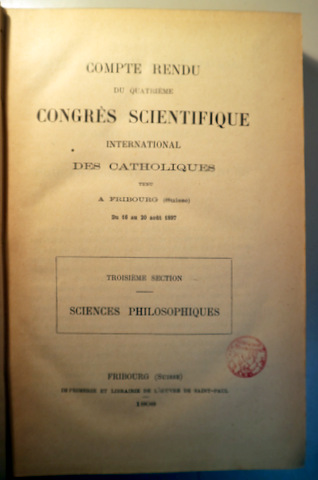 COMPTE RENDU
DU QUATRIÈME
CONGRÈS SCIENTIFIQUE
INTERNATIONAL
DES CATHOLIQUES
TENU
A FRIBOURG (SUISSE)
Du 16 au 20 août 1897
TROISIÈME SECTION
SCIENCES PHILOSOPHIQUES
FRIBOURG (SUISSE)
IMPRIMERIE ET LIBRAIRIE DE L'ŒUVRE DE SAINT-PAUL
1898